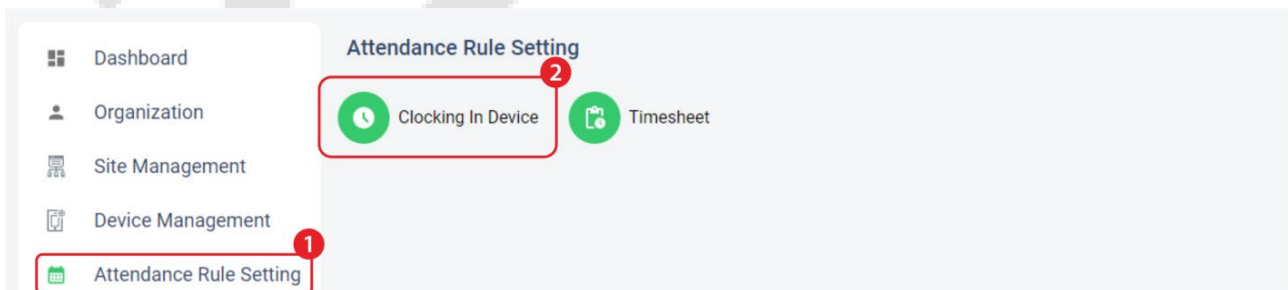 Dashboard
Organization
Site Management
Device Management
1
Attendance Rule Setting
Attendance Rule Setting
2
Clocking In Device
Timesheet